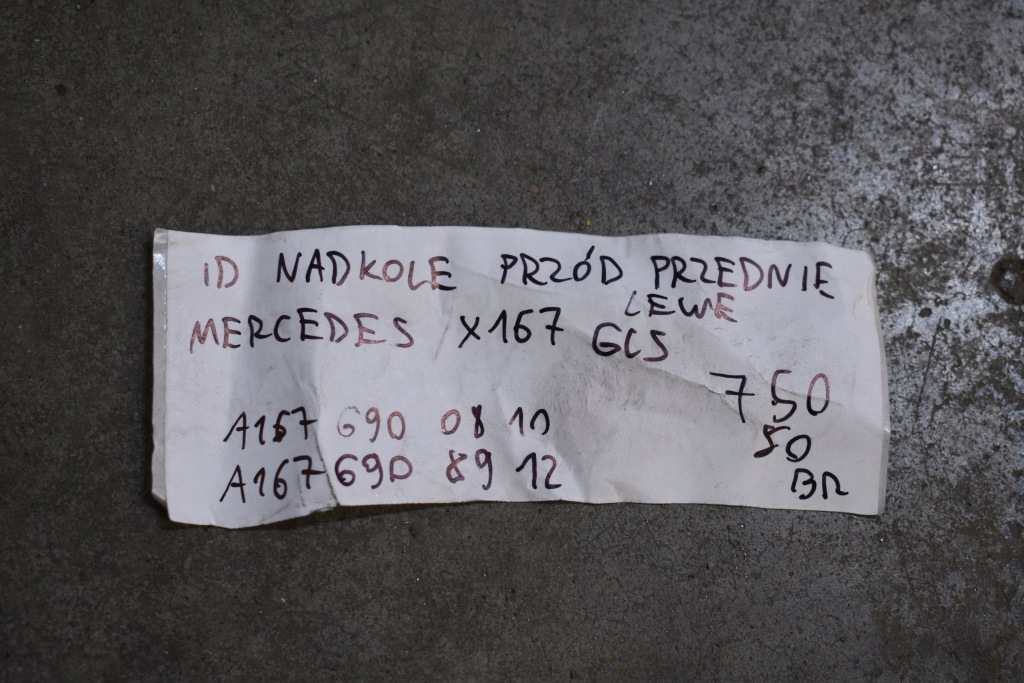 ID NADKOLE PRZÓD PRZEDNIE
LEWE
MERCEDES X167 GLS
750
A167 690 08 10
50
A167 690 89 12
BR